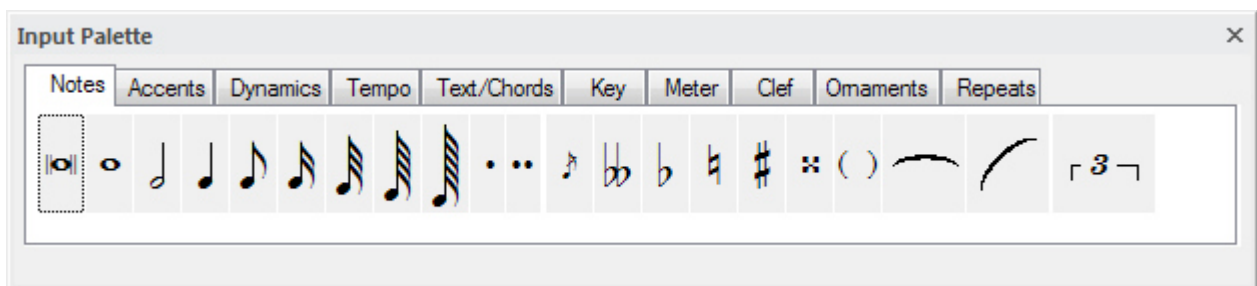 Input Palette
Notes Accents Dynamics Tempo Text/Chords Key Meter Clef Ornaments Repeats
( ) 3